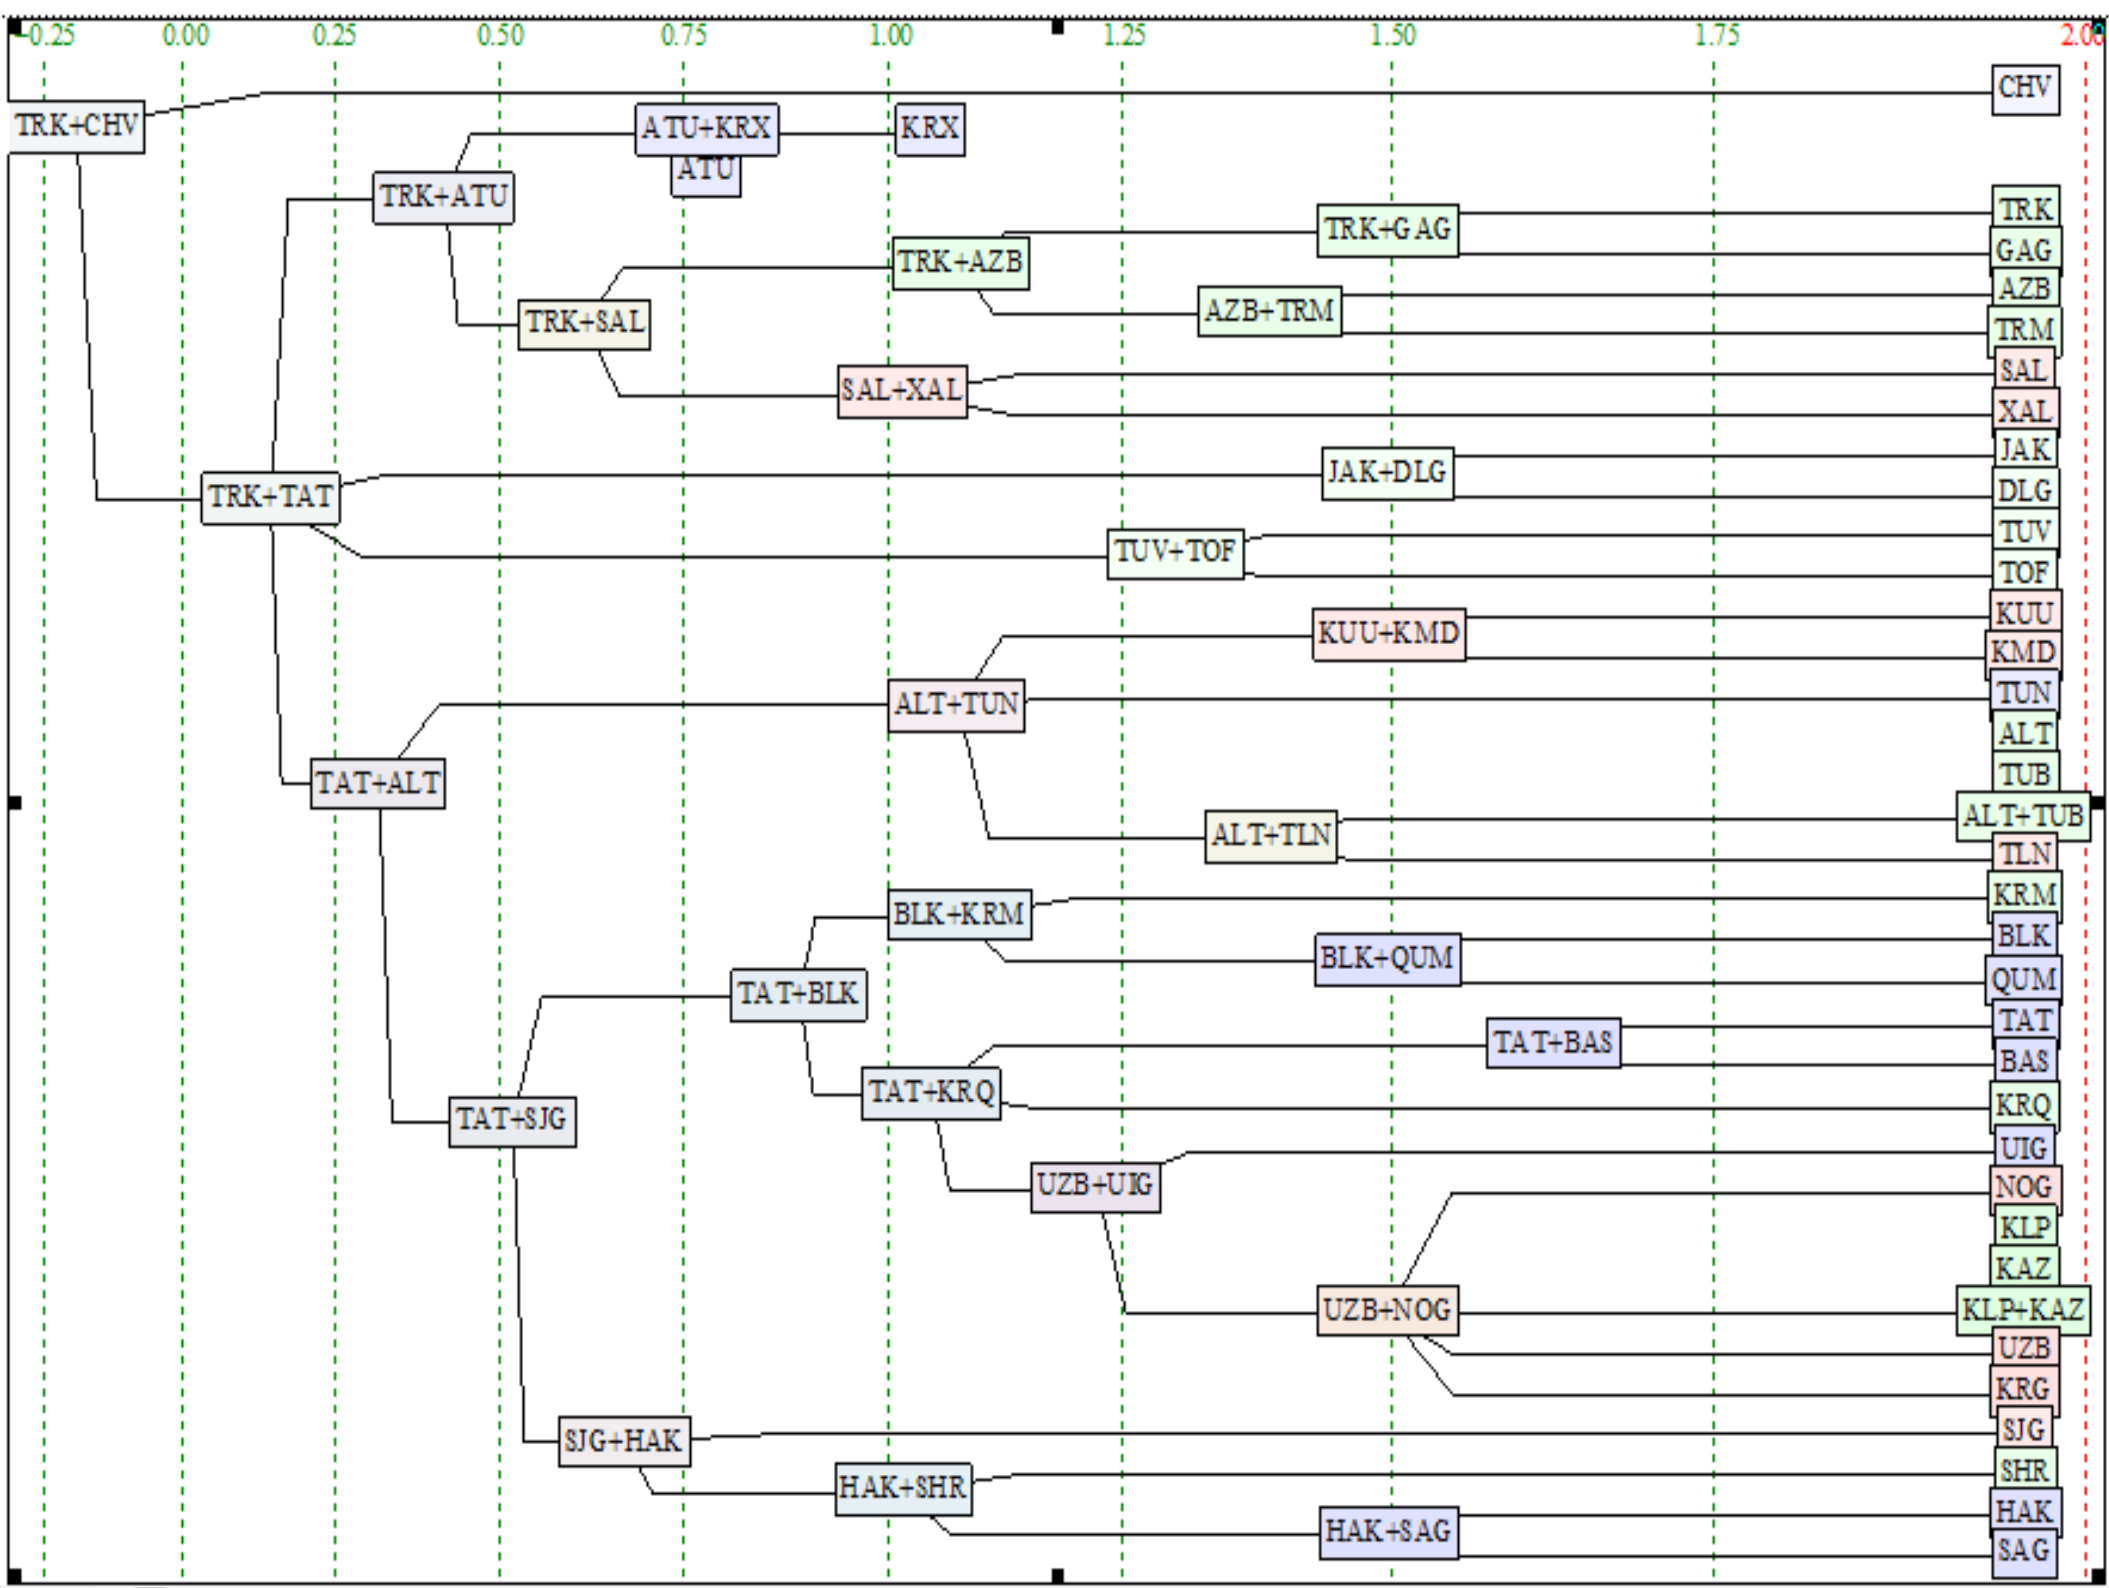 -0.25 0.00 0.25 0.50 0.75 1.00 1.25 1.50 1.75 2.00
CHV
TRK+CHV
ATU+KRX KRX
ATU
TRK+ATU
TRK
TRK+GAG
GAG
TRK+AZB
AZB
AZB+TRM
TRK+SAL
TRM
SAL
SAL+XAL
XAL
JAK
JAK+DLG
TRK+TAT
DLG
TUV
TUV+TOF
TOF
KUU
KUU+KMD
KMD
TUN
ALT+TUN
ALT
TAT+ALT
TUB
ALT+TUB
ALT+TLN
TLN
KRM
BLK+KRM
BLK
BLK+QUM
QUM
TAT+BLK
TAT
TAT+BAS
BAS
TAT+KRQ
KRQ
TAT+SJG
UIG
UZB+UIG
NOG
KLP
KAZ
UZB+NOG
KLP+KAZ
UZB
KRG
SJG
SJG+HAK
SHR
HAK+SHR
HAK
HAK+SAG
SAG